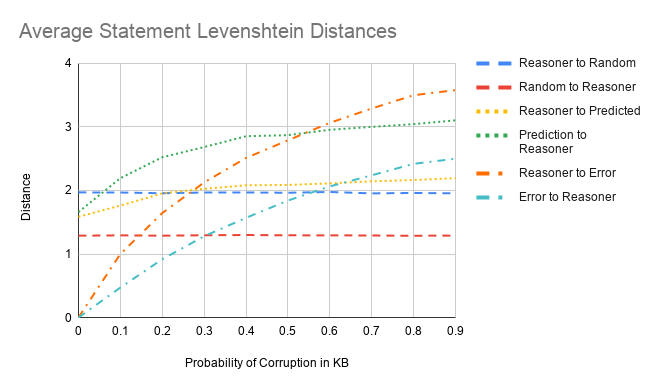 Average Statement Levenshtein Distances
4
3
2
1
0
Distance
0 0.1 0.2 0.3 0.4 0.5 0.6 0.7 0.8 0.9
Probability of Corruption in KB
Reasoner to Random
Random to Reasoner
Reasoner to Predicted
Prediction to
Reasoner
Reasoner to Error
Error to Reasoner